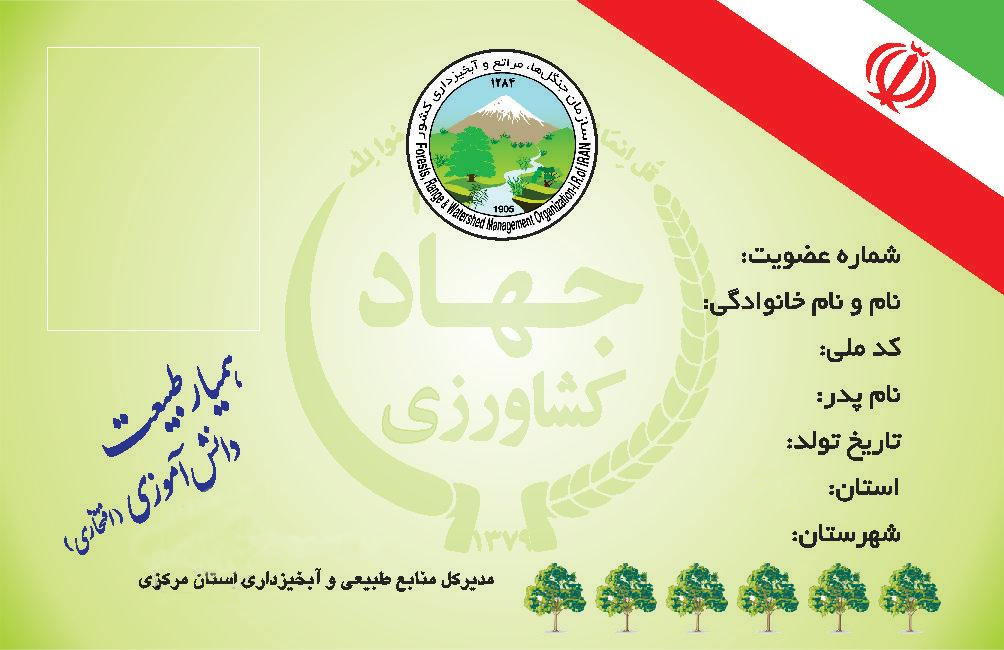 سازمان جنگل‌ها، مراتع و آبخیزداری کشور
۱۲۸۴
1905
Forests, Range & Watershed Management Organization-I.R.of IRAN
جهاد
کشاورزی
۱۳۷۹
شماره عضویت:
نام و نام خانوادگی:
کد ملی:
نام پدر:
تاریخ تولد:
استان:
شهرستان:
همیار طبیعت
دانش آموزی (افتخاری)
مدیرکل منابع طبیعی و آبخیزداری استان مرکزی